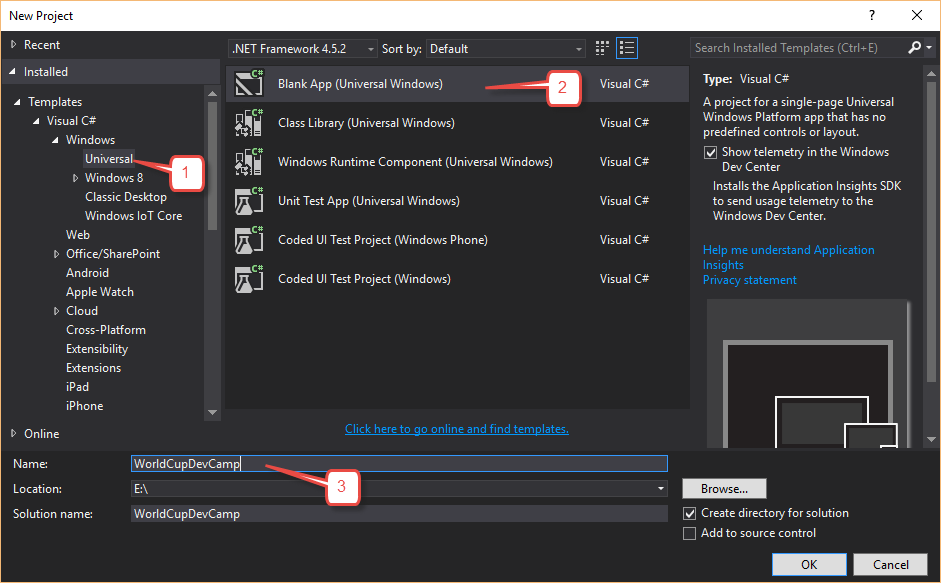 New Project
Recent
Installed
Templates
Visual C#
Windows
Universal
Windows 8
Classic Desktop
Windows IoT Core
Web
Office/SharePoint
Android
Apple Watch
Cloud
Cross-Platform
Extensibility
Extensions
iPad
iPhone
Online
1
.NET Framework 4.5.2
Sort by: Default
C# Blank App (Universal Windows) Visual C#
2
C# Class Library (Universal Windows) Visual C#
C# Windows Runtime Component (Universal Windows) Visual C#
C# Unit Test App (Universal Windows) Visual C#
C# Coded UI Test Project (Windows Phone) Visual C#
C# Coded UI Test Project (Windows) Visual C#
Click here to go online and find templates.
Search Installed Templates (Ctrl+E)
Type: Visual C#
A project for a single-page Universal
Windows Platform app that has no
predefined controls or layout.
Show telemetry in the Windows
Dev Center
Installs the Application Insights SDK
to send usage telemetry to the
Windows Dev Center.
Help me understand Application
Insights
Privacy statement
Name: WorldCupDevCamp
3
Location: E:\
Browse...
Solution name: WorldCupDevCamp
Create directory for solution
Add to source control
OK
Cancel